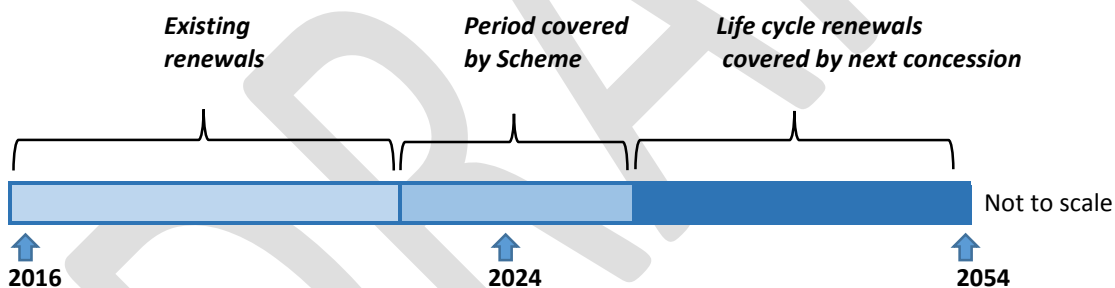 Existing
renewals
Period covered
by Scheme
Life cycle renewals
covered by next concession
Not to scale
2016
2024
2054